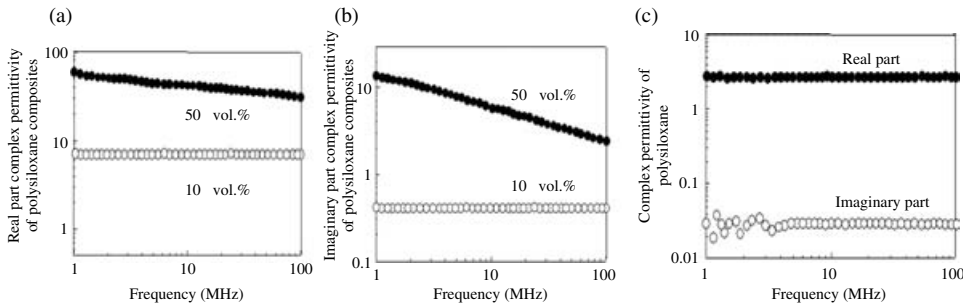 (a)
Real part complex permittivity
of polysiloxane composites
100
10
1
50 vol.%
10 vol.%
1
10
100
Frequency (MHz)
(b)
Imaginary part complex permittivity
of polysiloxane composites
10
1
0.1
50 vol.%
10 vol.%
1
10
100
Frequency (MHz)
(c)
Complex permittivity of
polysiloxane
10
1
0.1
0.01
Real part
Imaginary part
1
10
100
Frequency (MHz)